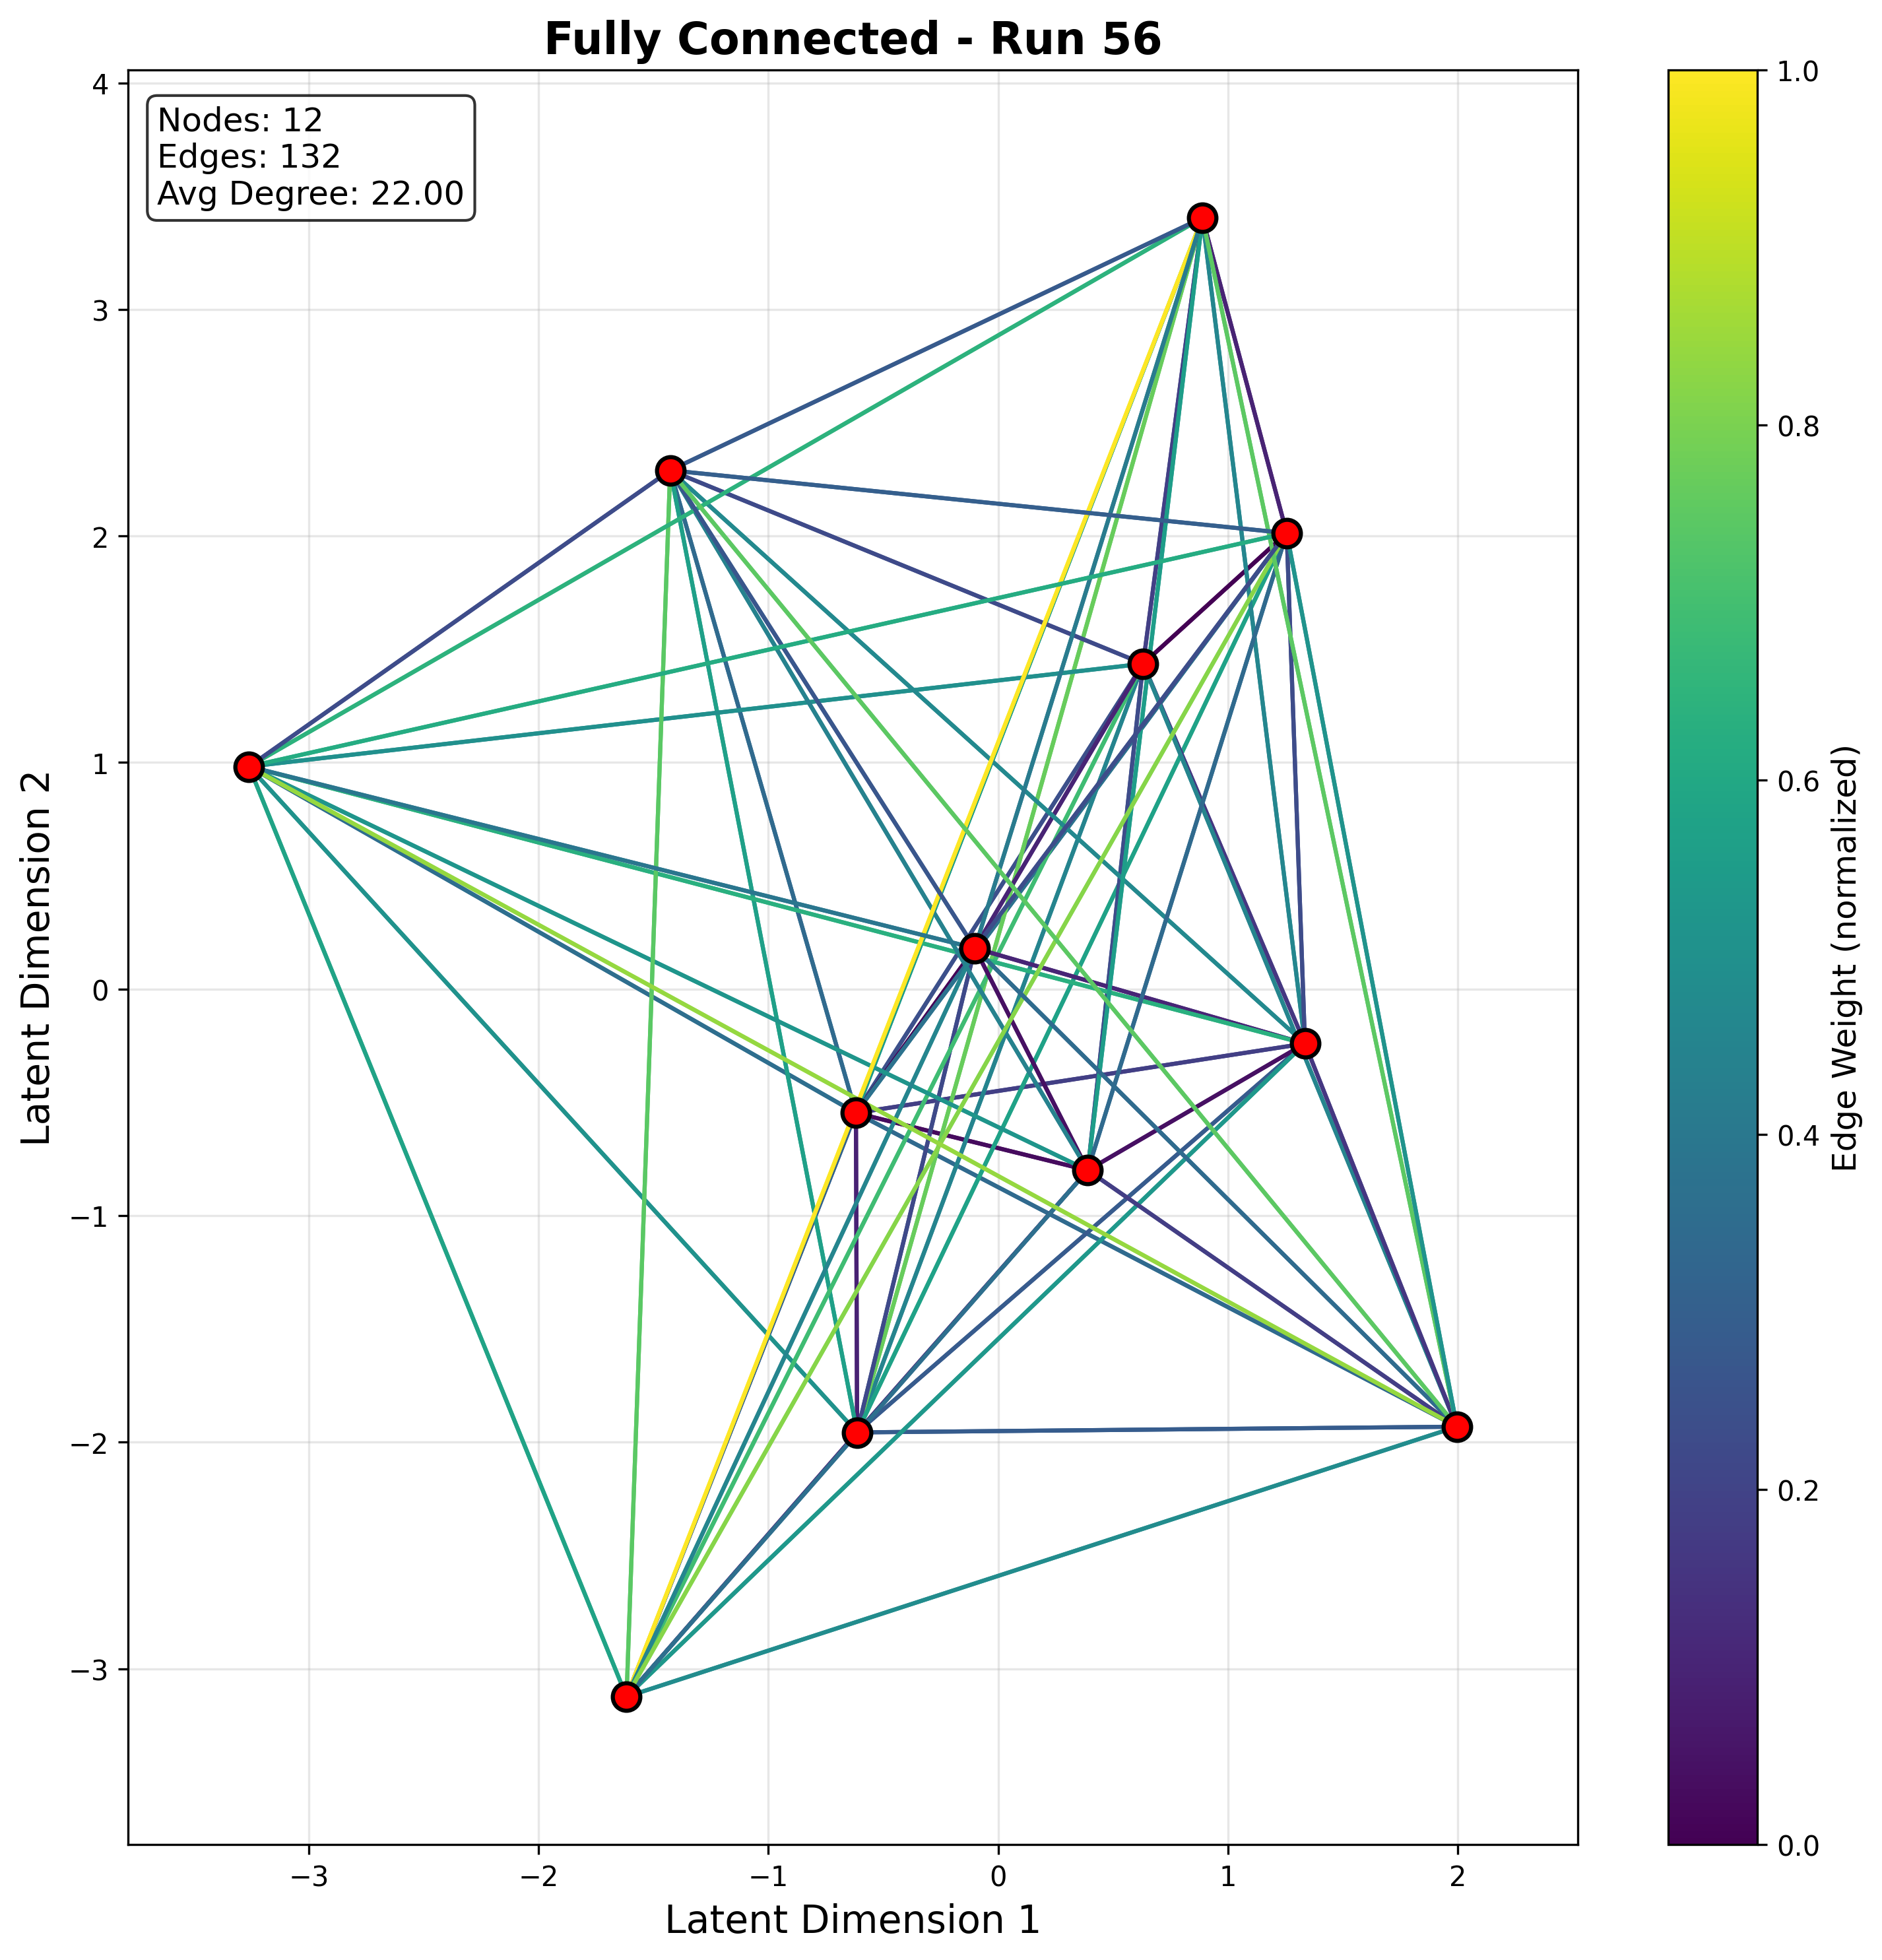 Fully Connected - Run 56
Nodes: 12
Edges: 132
Avg Degree: 22.00
4
3
2
1
0
−1
−2
−3
Latent Dimension 2
−3
−2
−1
0
1
2
Latent Dimension 1
1.0
0.8
0.6
0.4
0.2
0.0
Edge Weight (normalized)